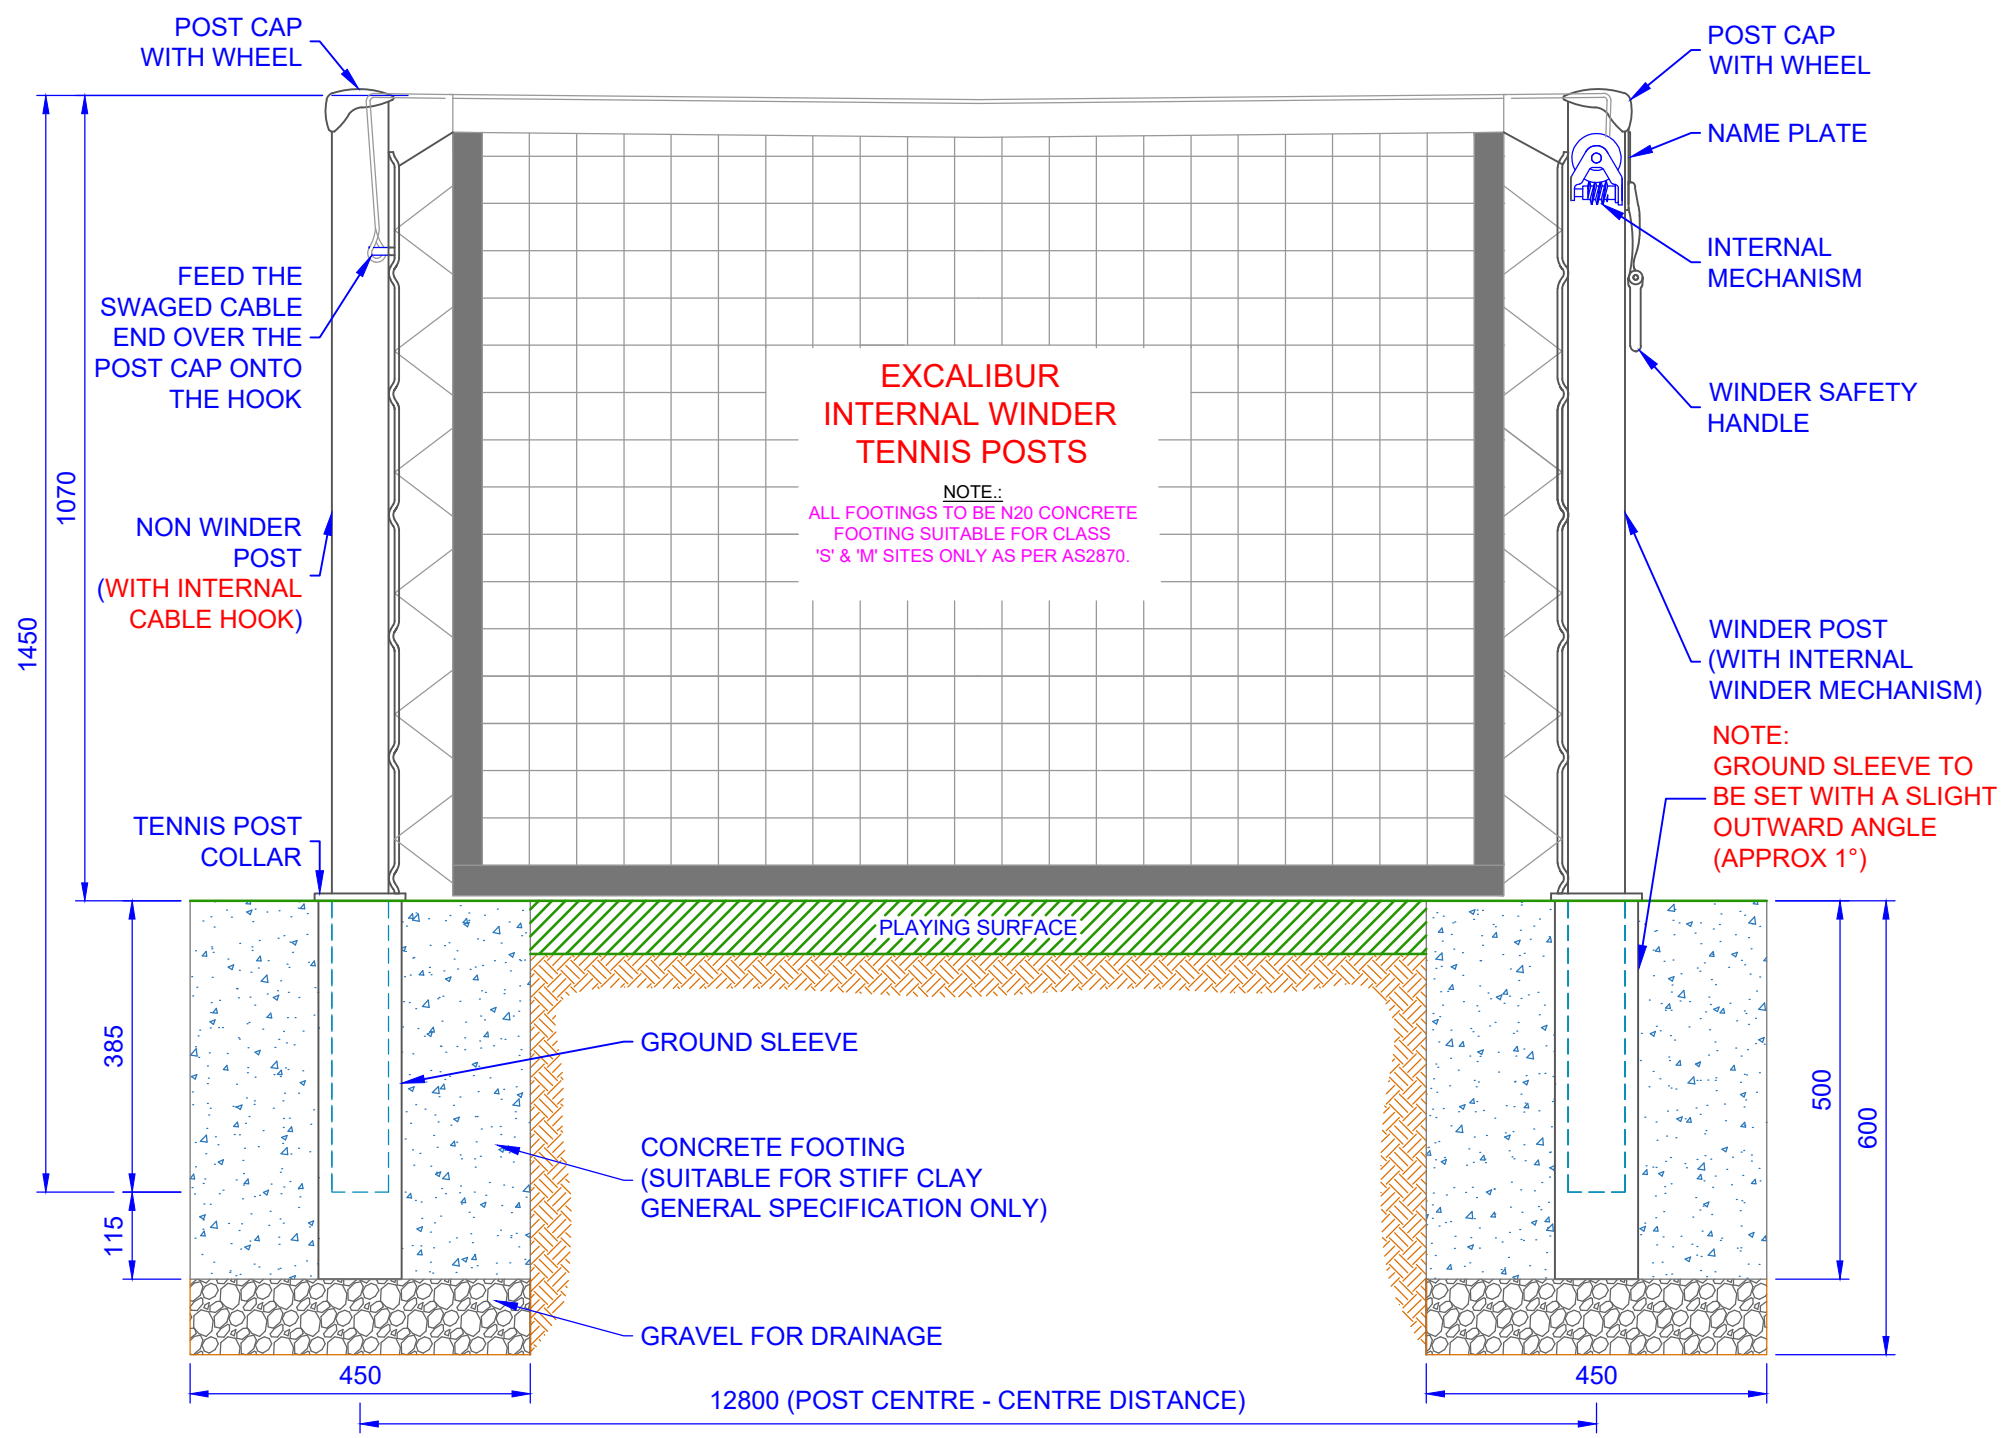 POST CAP
WITH WHEEL
POST CAP
WITH WHEEL
NAME PLATE
INTERNAL
MECHANISM
FEED THE
SWAGED CABLE
END OVER THE
POST CAP ONTO
THE HOOK
WINDER SAFETY
HANDLE
EXCALIBUR
INTERNAL WINDER
TENNIS POSTS
NOTE.:
ALL FOOTINGS TO BE N20 CONCRETE
FOOTING SUITABLE FOR CLASS
'S' & 'M' SITES ONLY AS PER AS2870.
1070
1450
NON WINDER
POST
(WITH INTERNAL
CABLE HOOK)
WINDER POST
(WITH INTERNAL
WINDER MECHANISM)
NOTE:
GROUND SLEEVE TO
BE SET WITH A SLIGHT
OUTWARD ANGLE
(APPROX 1°)
TENNIS POST
COLLAR
PLAYING SURFACE
385
GROUND SLEEVE
500
600
CONCRETE FOOTING
(SUITABLE FOR STIFF CLAY
GENERAL SPECIFICATION ONLY)
115
GRAVEL FOR DRAINAGE
450
450
12800 (POST CENTRE - CENTRE DISTANCE)